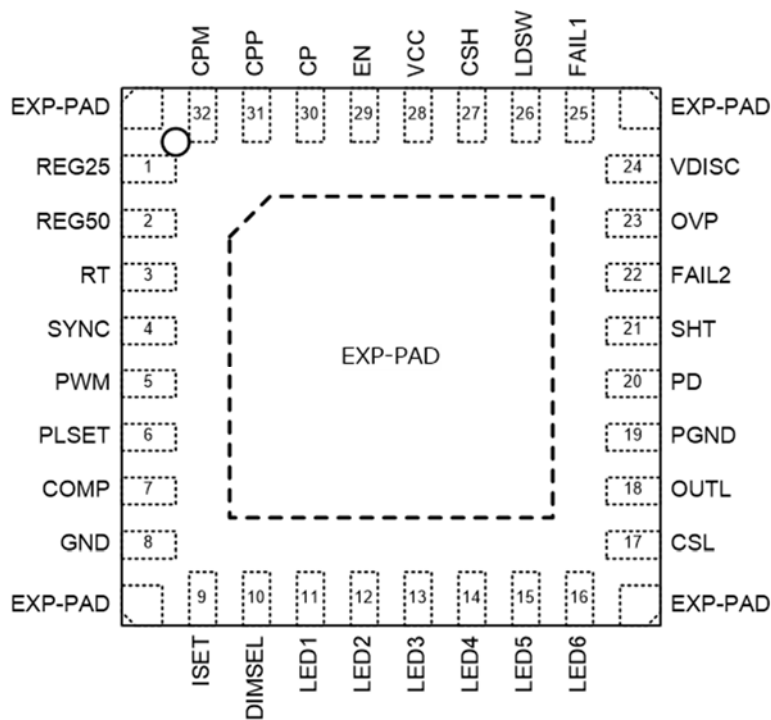 CPM CPP CP EN VCC CSH LDSW FAIL1
EXP-PAD 32 31 30 29 28 27 26 25 EXP-PAD
REG25 1 24 VDISC
REG50 2 23 OVP
RT 3 22 FAIL2
SYNC 4 21 SHT
EXP-PAD
PWM 5 20 PD
PLSET 6 19 PGND
COMP 7 18 OUTL
GND 8 17 CSL
EXP-PAD 9 10 11 12 13 14 15 16 EXP-PAD
ISET DIMSEL LED1 LED2 LED3 LED4 LED5 LED6